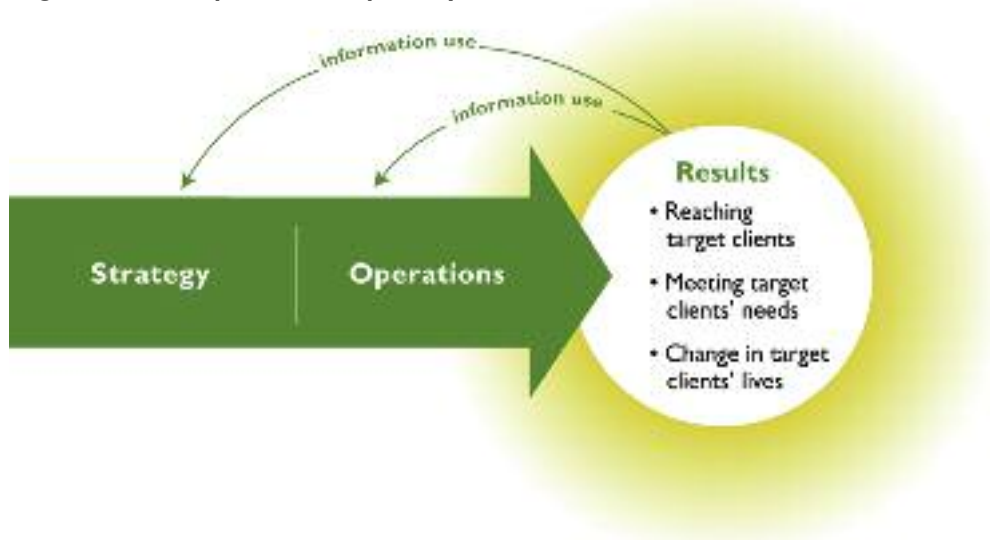 information use
information use
Results
• Reaching
target clients
Strategy
Operations
• Meeting target
clients' needs
• Change in target
clients' lives